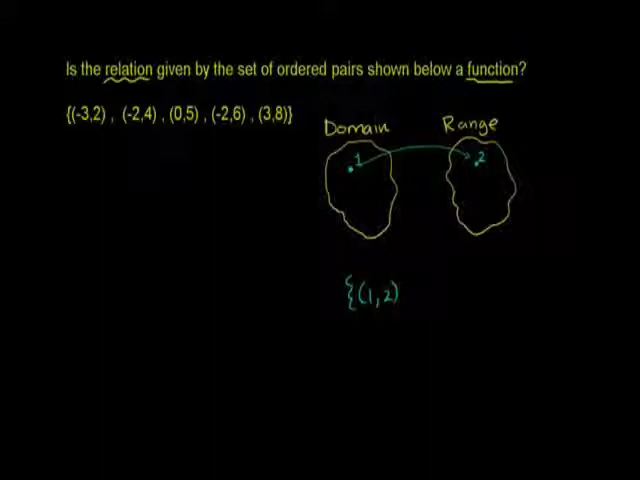 Is the relation given by the set of ordered pairs shown below a function?
{(-3,2) , (-2,4) , (0,5) , (-2,6) , (3,8)}
Domain Range
1 2
{(1,2)